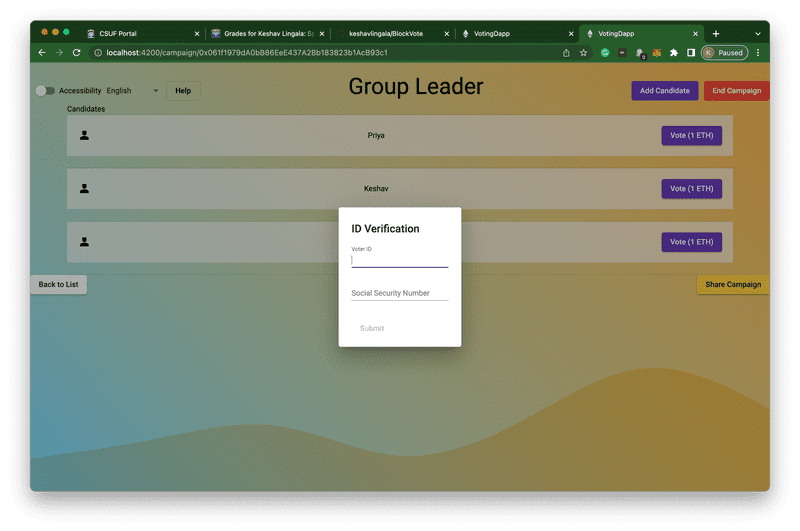 CSUF Portal
Grades for Keshav Lingala: Sp
keshavlingala/BlockVote
VotingDapp
VotingDapp
localhost:4200/campaign/0x061f1979dA0bB86EeE437A2Bb183823b1AcB93c1
K Paused
Accessibility English Help
Group Leader
Add Candidate End Campaign
Candidates
Priya Vote (1 ETH)
Keshav Vote (1 ETH)
Vote (1 ETH)
ID Verification
Voter ID
Social Security Number
Submit
Back to List Share Campaign